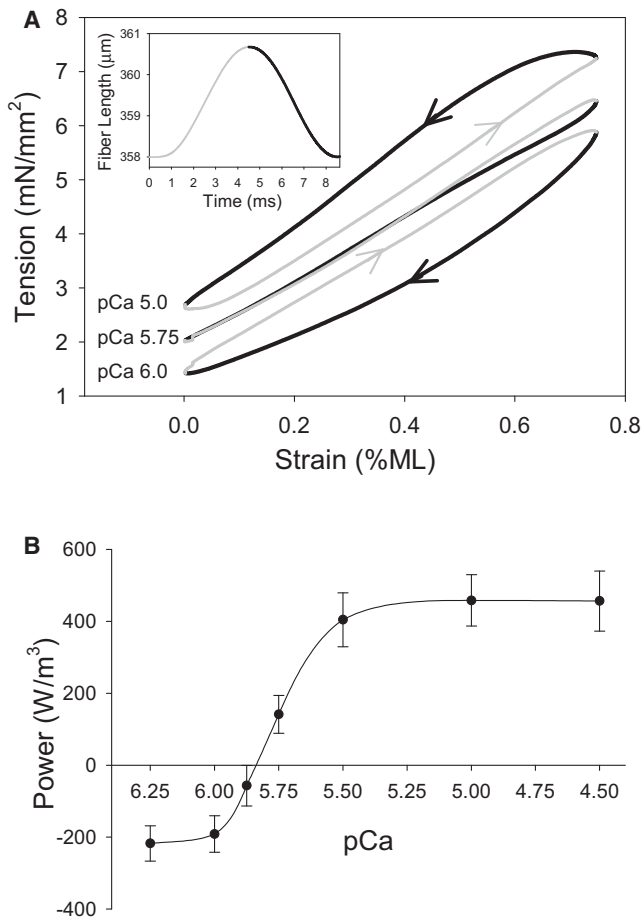 A
8
7
6
5
4
3
2
1
Tension (mN/mm²)
361
360
359
358
Fiber Length (μm)
0 1 2 3 4 5 6 7 8
Time (ms)
pCa 5.0
pCa 5.75
pCa 6.0
0.0 0.2 0.4 0.6 0.8
Strain (%ML)
B
600
400
200
0
-200
-400
Power (W/m³)
6.25 6.00 5.75 5.50 5.25 5.00 4.75 4.50
pCa